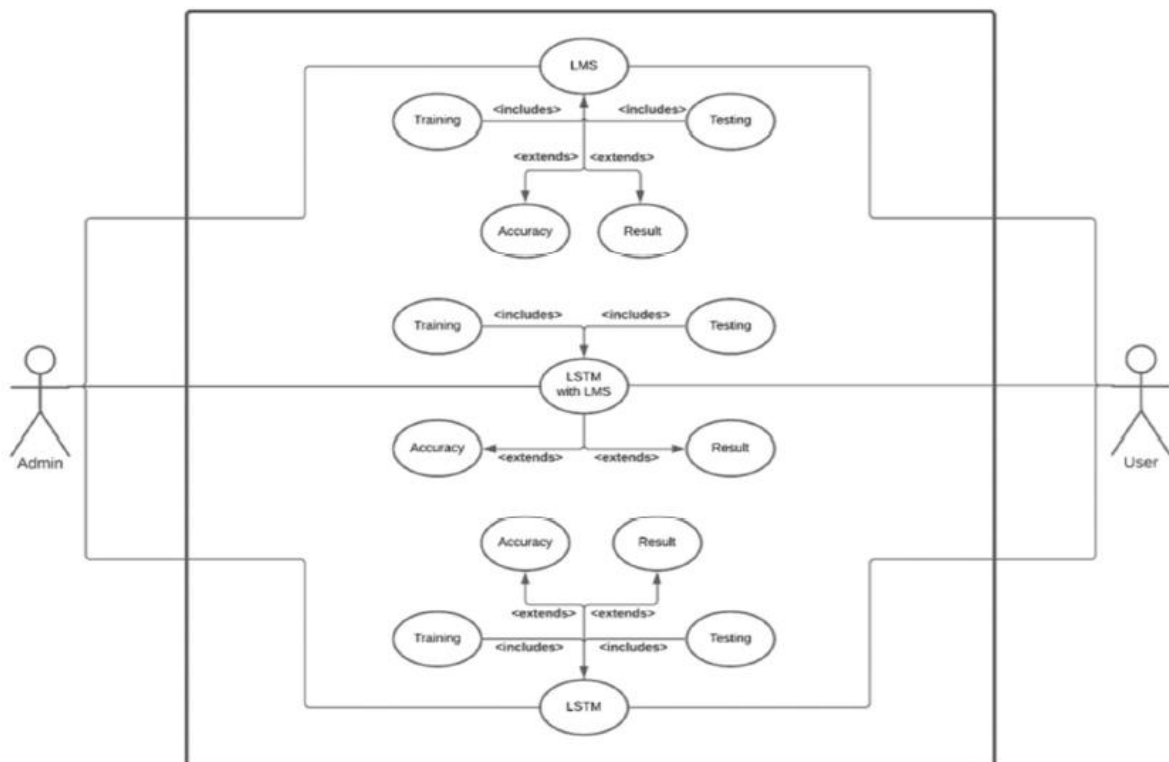 LMS
<includes> <includes>
Training Testing
<extends> <extends>
Accuracy Result
<includes> <includes>
Training Testing
LSTM
with LMS
Accuracy Result
<extends> <extends>
Admin User
Accuracy Result
<extends> <extends>
Training Testing
<includes> <includes>
LSTM